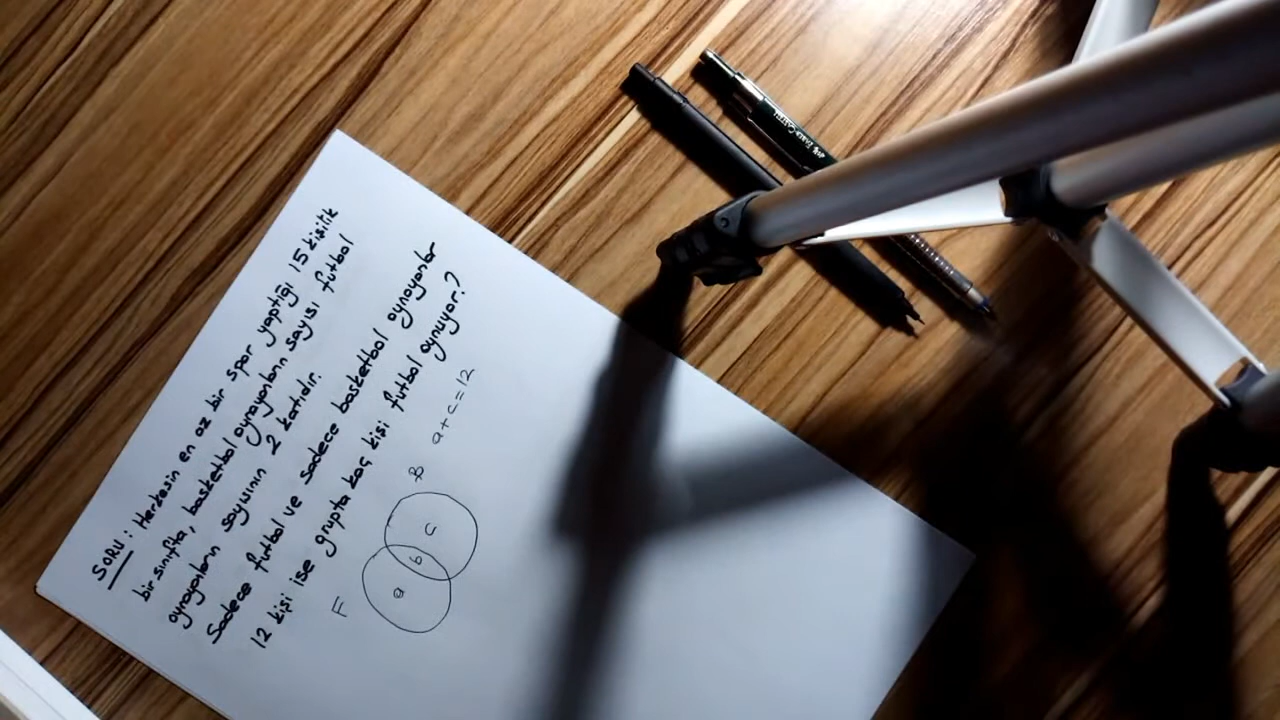 SORU: Herkesin en az bir spor yaptığı 15 kişilik
bir sınıfta, basketbol oynayanların sayısı futbol
oynayanların sayısının 2 katıdır.
Sadece futbol ve sadece basketbol oynayanlar
12 kişi ise grupta kaç kişi futbol oynuyor?
F B a+c=12
a b c